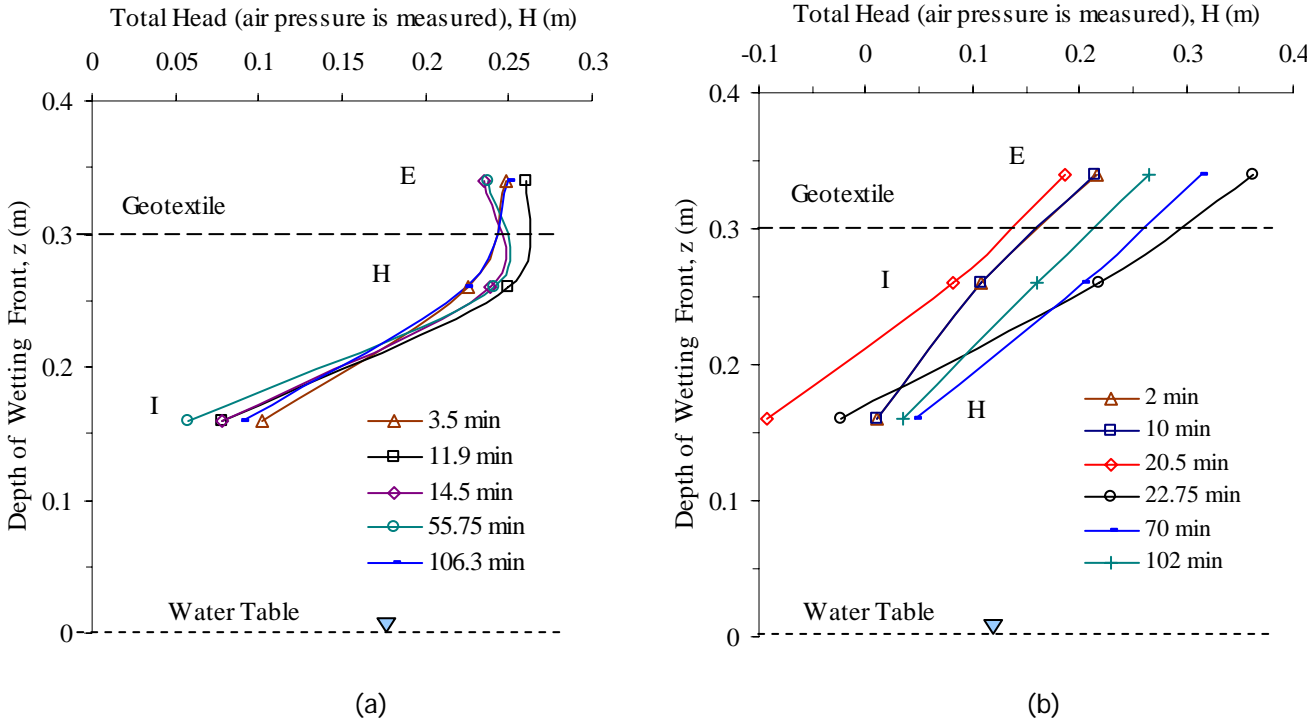 Total Head (air pressure is measured), H (m)
0 0.05 0.1 0.15 0.2 0.25 0.3
0.4
0.3
0.2
0.1
0
Depth of Wetting Front, z (m)
E
Geotextile
H
I
3.5 min
11.9 min
14.5 min
55.75 min
106.3 min
Water Table
(a)
Total Head (air pressure is measured), H (m)
-0.1 0 0.1 0.2 0.3 0.4
0.4
0.3
0.2
0.1
0
Depth of Wetting Front, z (m)
E
Geotextile
I
H
2 min
10 min
20.5 min
22.75 min
70 min
102 min
Water Table
(b)